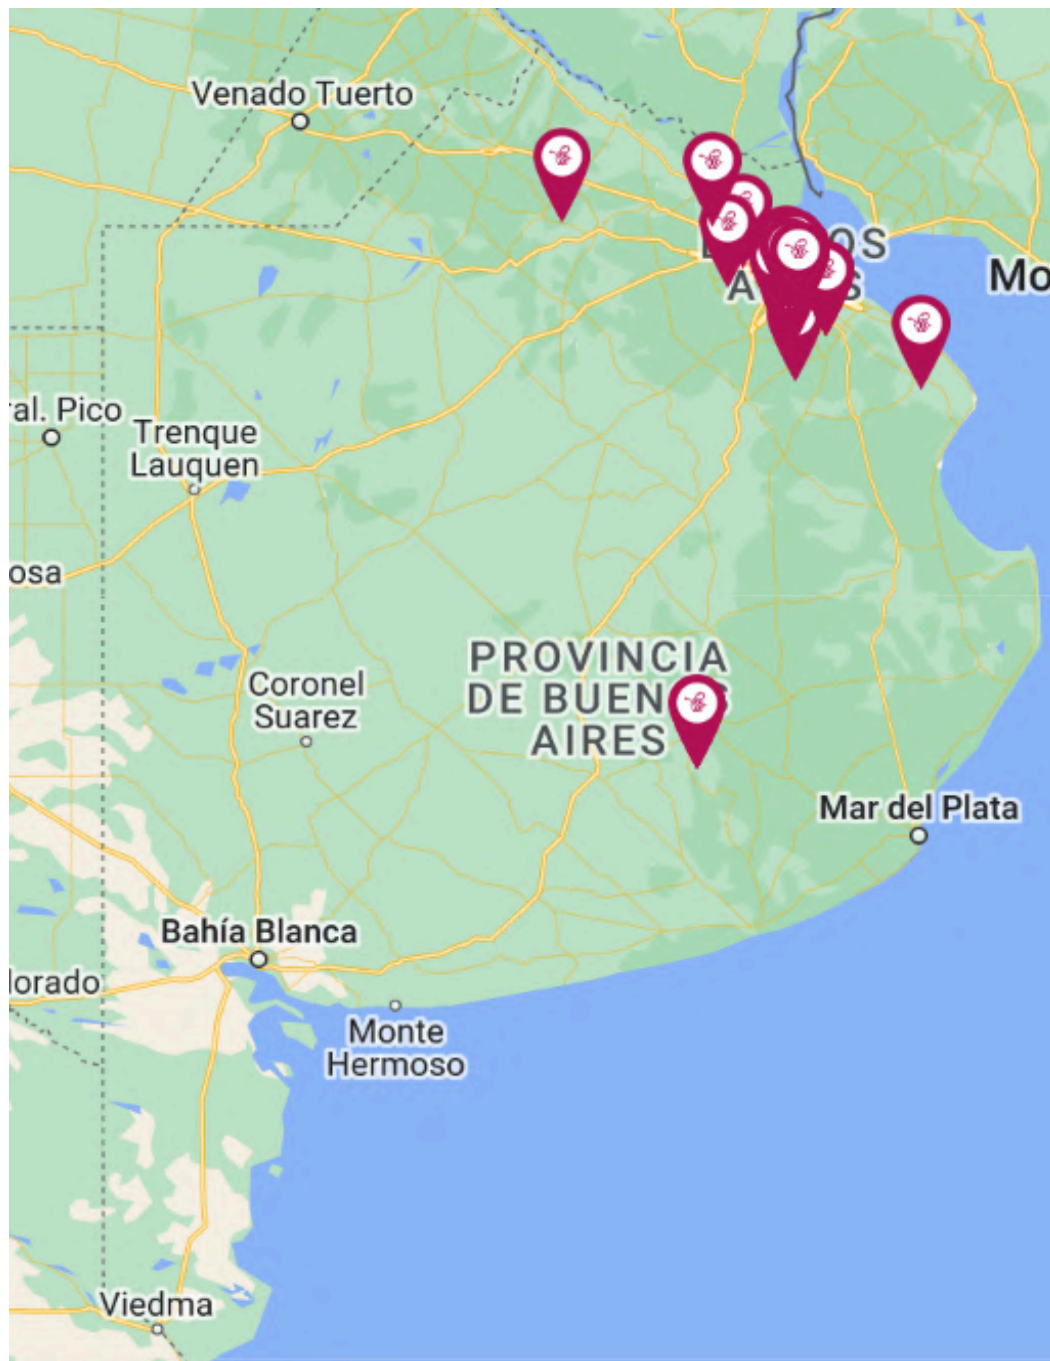 Venado Tuerto
OS
A S
Mo
ral. Pico
Trenque
Lauquen
osa
PROVINCIA
DE BUEN S
AIRES
Coronel
Suarez
Mar del Plata
Bahía Blanca
lorado
Monte
Hermoso
Viedma